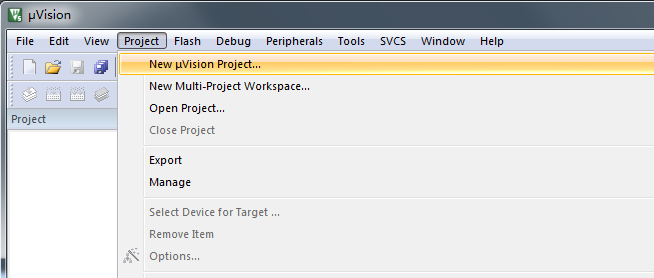 µVision
File Edit View Project Flash Debug Peripherals Tools SVCS Window Help
New µVision Project...
New Multi-Project Workspace...
Open Project...
Project
Close Project
Export
Manage
Select Device for Target ...
Remove Item
Options...